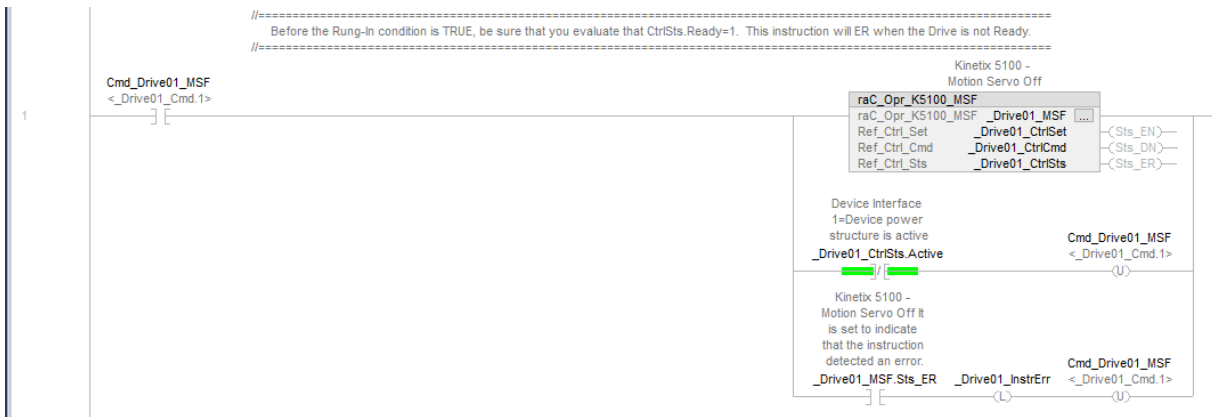 //=====================================================================================================================
Before the Rung-In condition is TRUE, be sure that you evaluate that CtrlSts.Ready=1.  This instruction will ER when the Drive is not Ready.
//=====================================================================================================================
Cmd_Drive01_MSF
<_Drive01_Cmd.1>
1
Kinetix 5100 -
Motion Servo Off
raC_Opr_K5100_MSF
raC_Opr_K5100_MSF _Drive01_MSF ...
Ref_Ctrl_Set _Drive01_CtrlSet (Sts_EN)
Ref_Ctrl_Cmd _Drive01_CtrlCmd (Sts_DN)
Ref_Ctrl_Sts _Drive01_CtrlSts (Sts_ER)
Device Interface
1=Device power
structure is active
_Drive01_CtrlSts.Active
Cmd_Drive01_MSF
<_Drive01_Cmd.1>
U
Kinetix 5100 -
Motion Servo Off It
is set to indicate
that the instruction
detected an error.
_Drive01_MSF.Sts_ER
_Drive01_InstrErr
L
Cmd_Drive01_MSF
<_Drive01_Cmd.1>
U